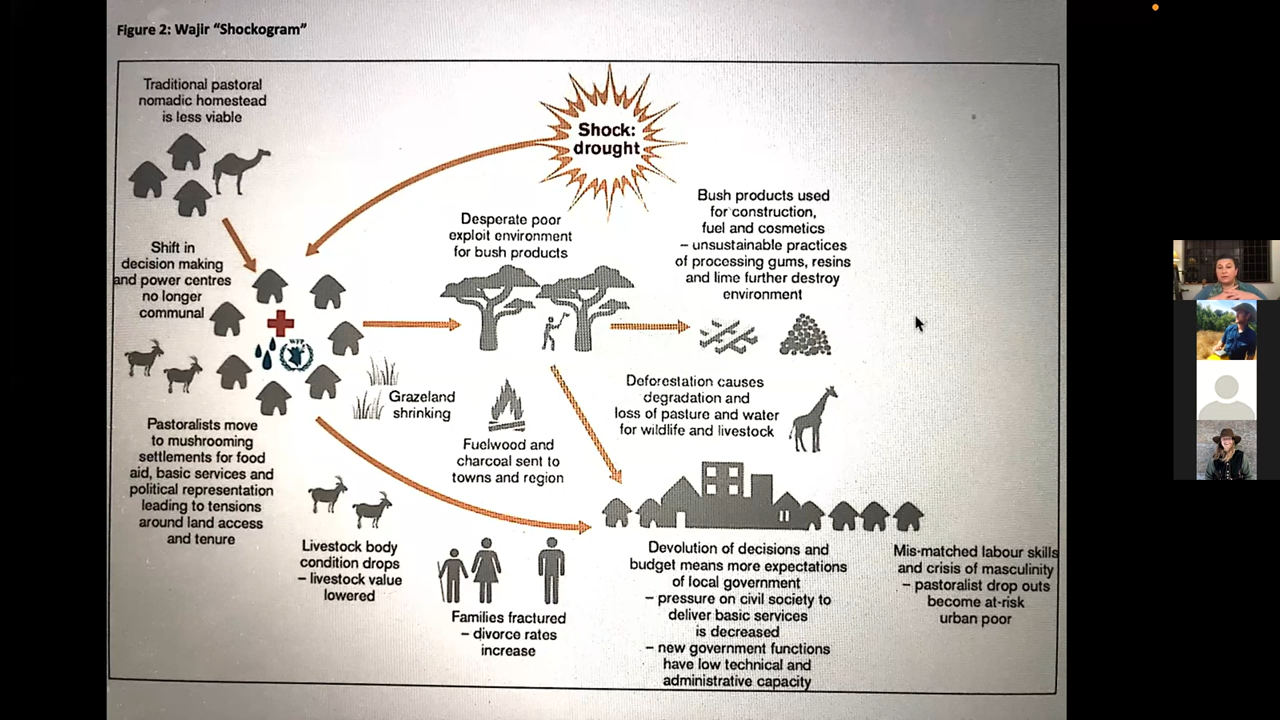 Figure 2: Wajir “Shockogram”
Traditional pastoral
nomadic homestead
is less viable
Shock:
drought
Desperate poor
exploit environment
for bush products
Bush products used
for construction,
fuel and cosmetics
– unsustainable practices
of processing gums, resins
and lime further destroy
environment
Shift in
decision making
and power centres
no longer
communal
WFP
Grazeland
shrinking
Fuelwood and
charcoal sent to
towns and region
Deforestation causes
degradation and
loss of pasture and water
for wildlife and livestock
Pastoralists move
to mushrooming
settlements for food
aid, basic services and
political representation
leading to tensions
around land access
and tenure
Livestock body
condition drops
– livestock value
lowered
Families fractured
– divorce rates
increase
Devolution of decisions and
budget means more expectations
of local government
– pressure on civil society to
deliver basic services
is decreased
– new government functions
have low technical and
administrative capacity
Mis-matched labour skills
and crisis of masculinity
– pastoralist drop outs
become at-risk
urban poor